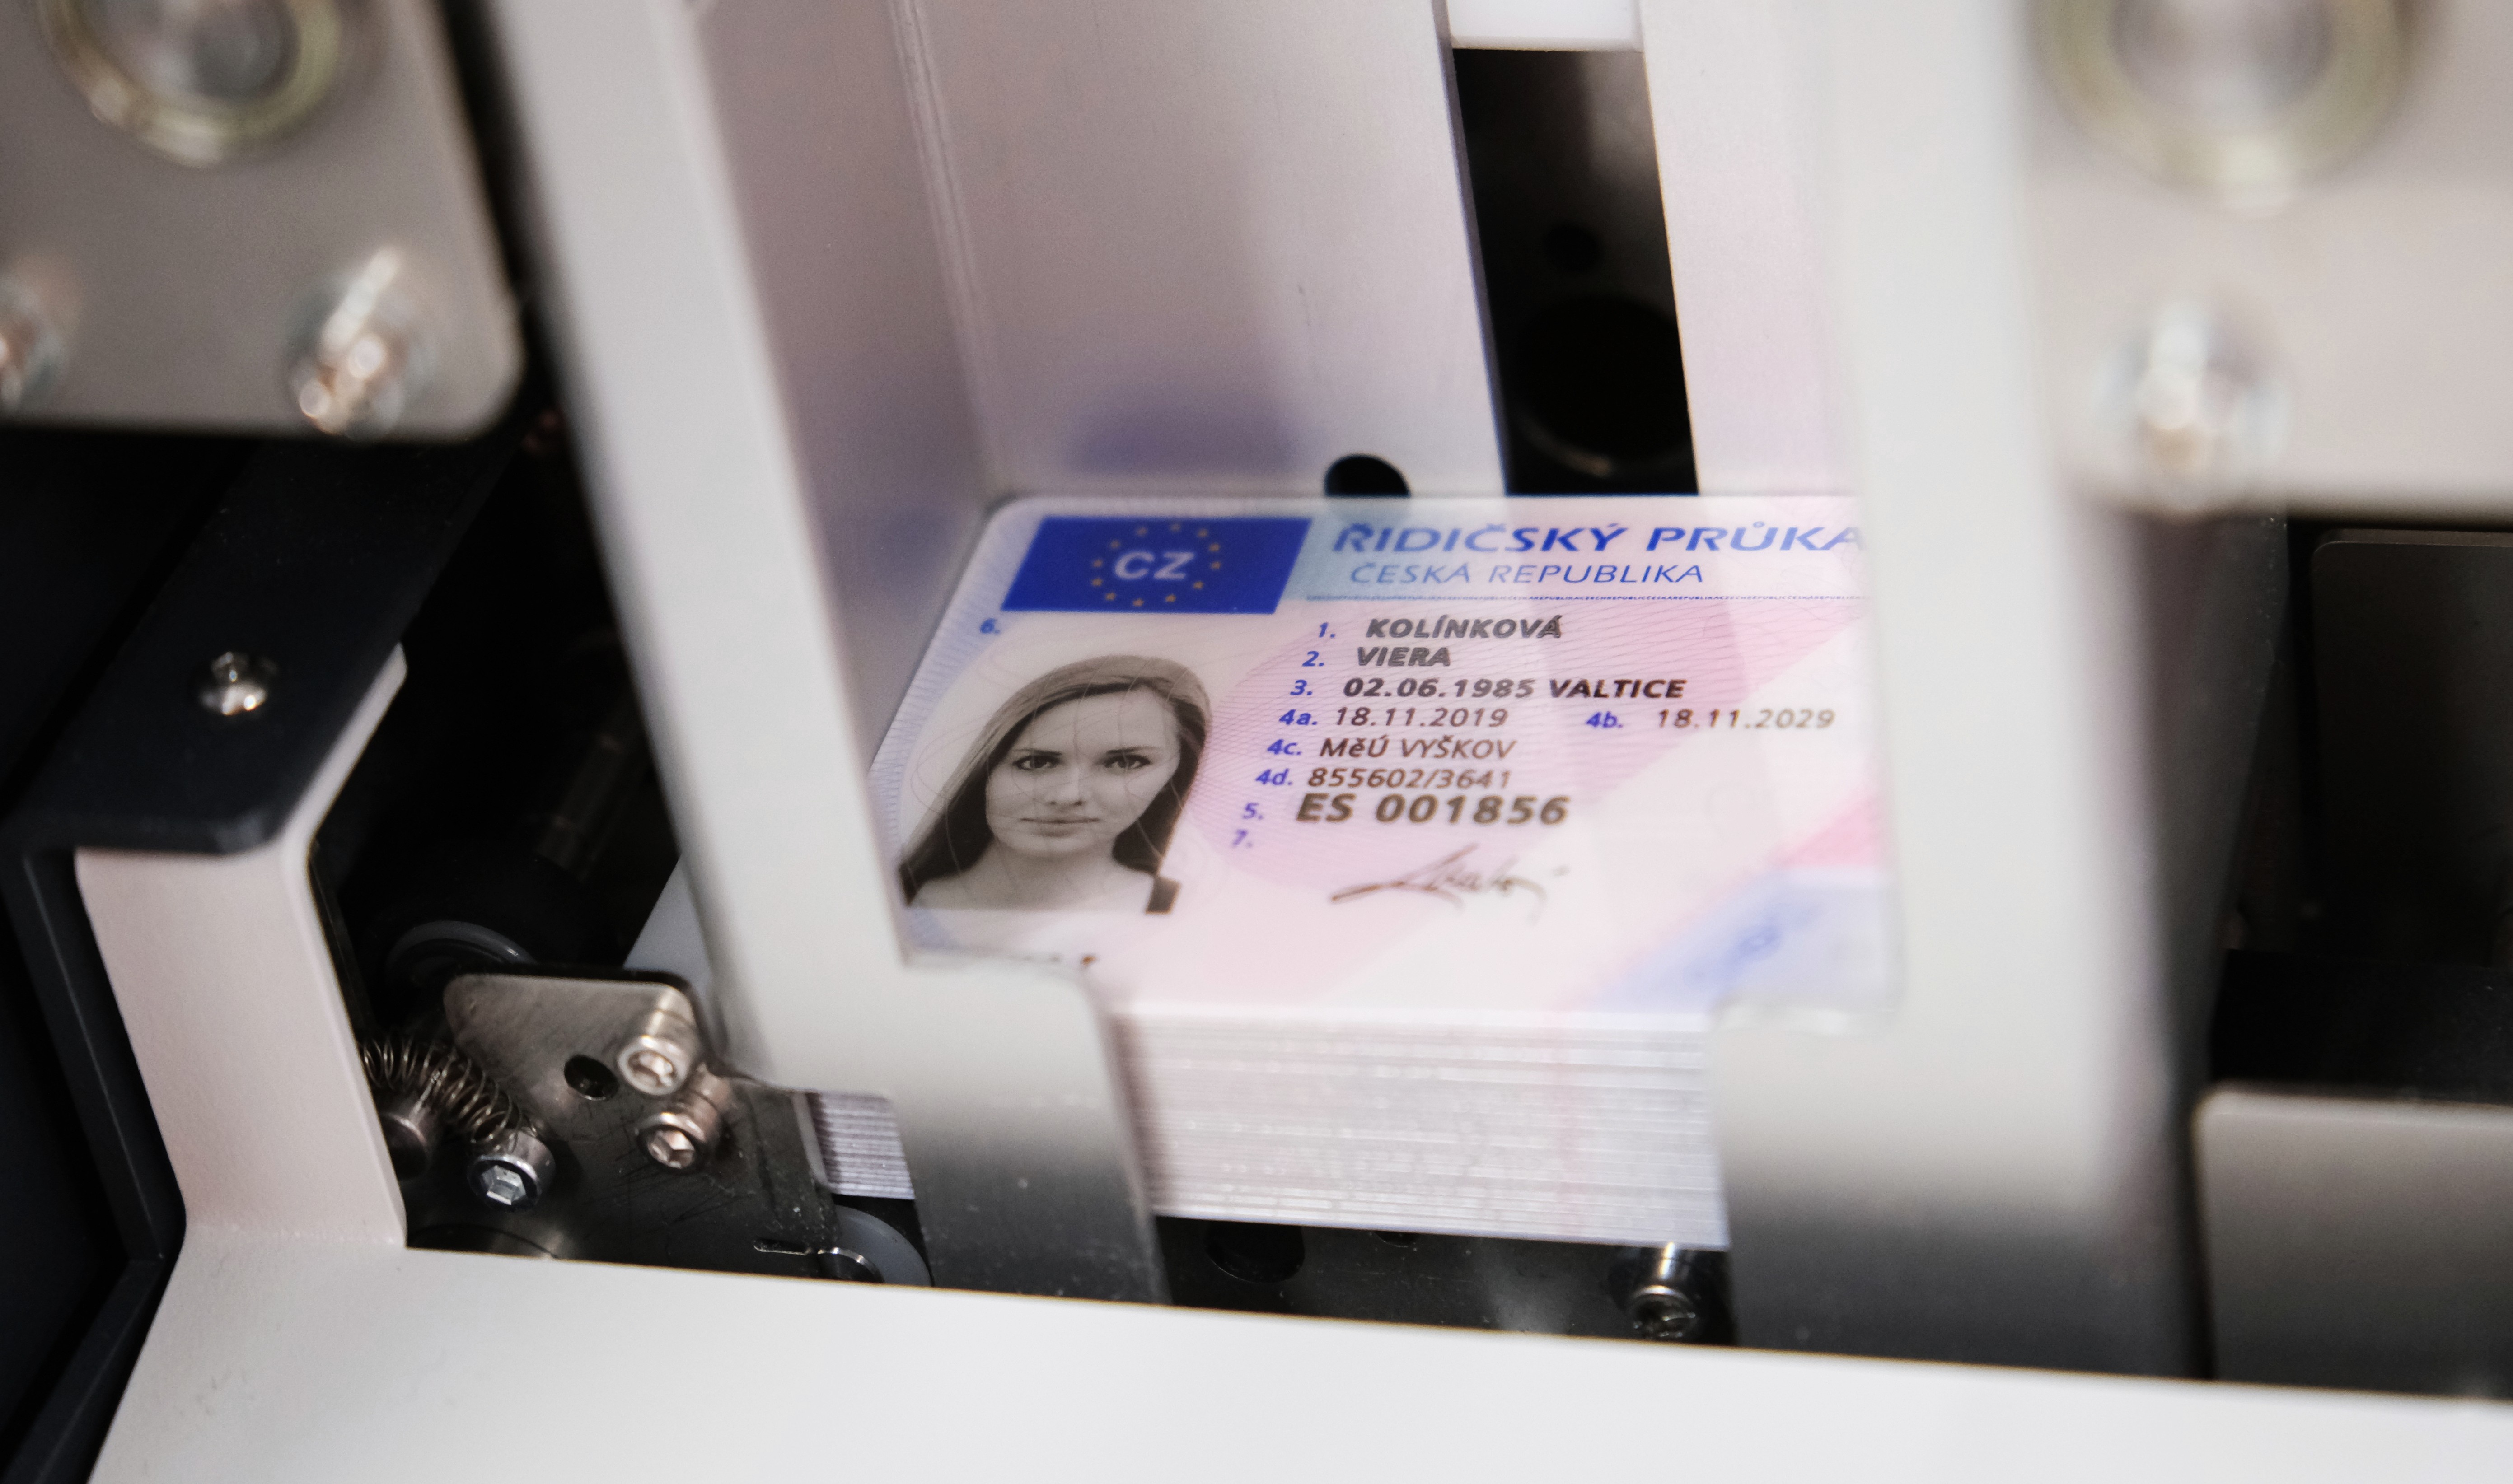 CZ
ŘIDIČSKÝ PRŮKA
ČESKÁ REPUBLIKA
6.
1. KOLÍNKOVÁ
2. VIERA
3. 02.06.1985 VALTICE
4a. 18.11.2019 4b. 18.11.2029
4c. MěÚ VYŠKOV
4d. 855602/3641
5. ES 001856
7.